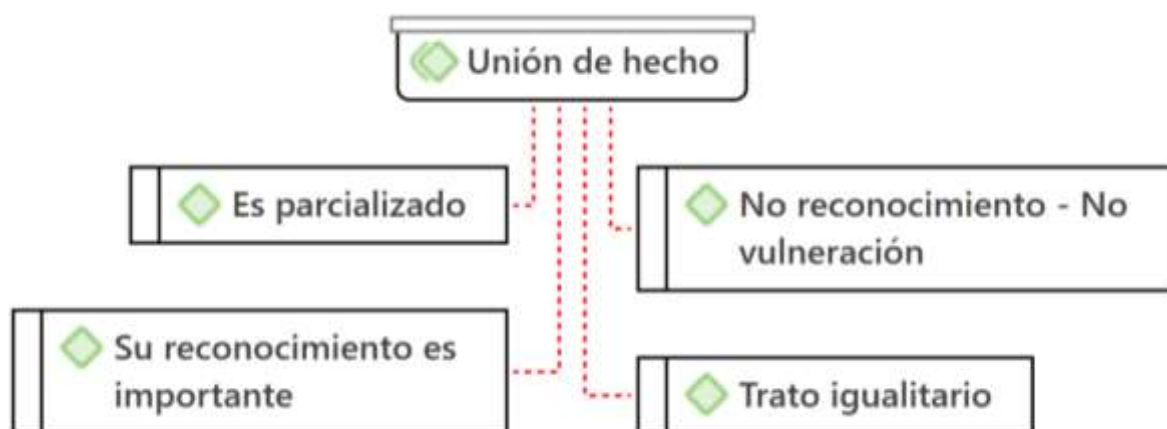 Unión de hecho
Es parcializado
No reconocimiento - No
vulneración
Su reconocimiento es
importante
Trato igualitario